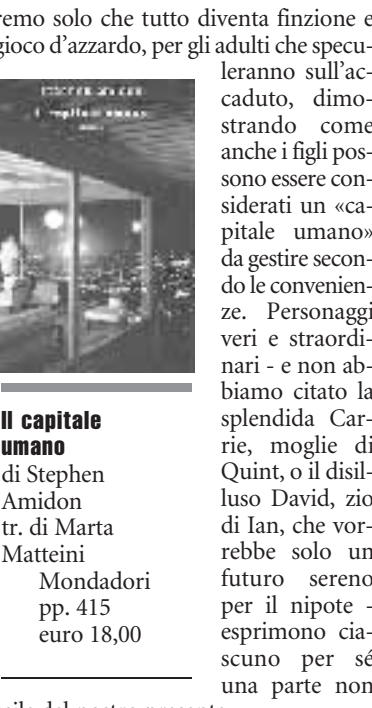 remo solo che tutto diventa finzione e
gioco d'azzardo, per gli adulti che specu-
leranno sull'ac-
caduto, dimo-
strando come
anche i figli pos-
sono essere con-
siderati un «ca-
pitale umano»
da gestire secon-
do le convenien-
ze. Personaggi
veri e straordi-
nari - e non ab-
biamo citato la
splendida Car-
rie, moglie di
Quint, o il disil-
luso David, zio
di Ian, che vor-
rebbe solo un
futuro sereno
per il nipote -
esprimono cia-
scuno per sé
una parte non
Il capitale
umano
di Stephen
Amidon
tr. di Marta
Matteini
Mondadori
pp. 415
euro 18,00